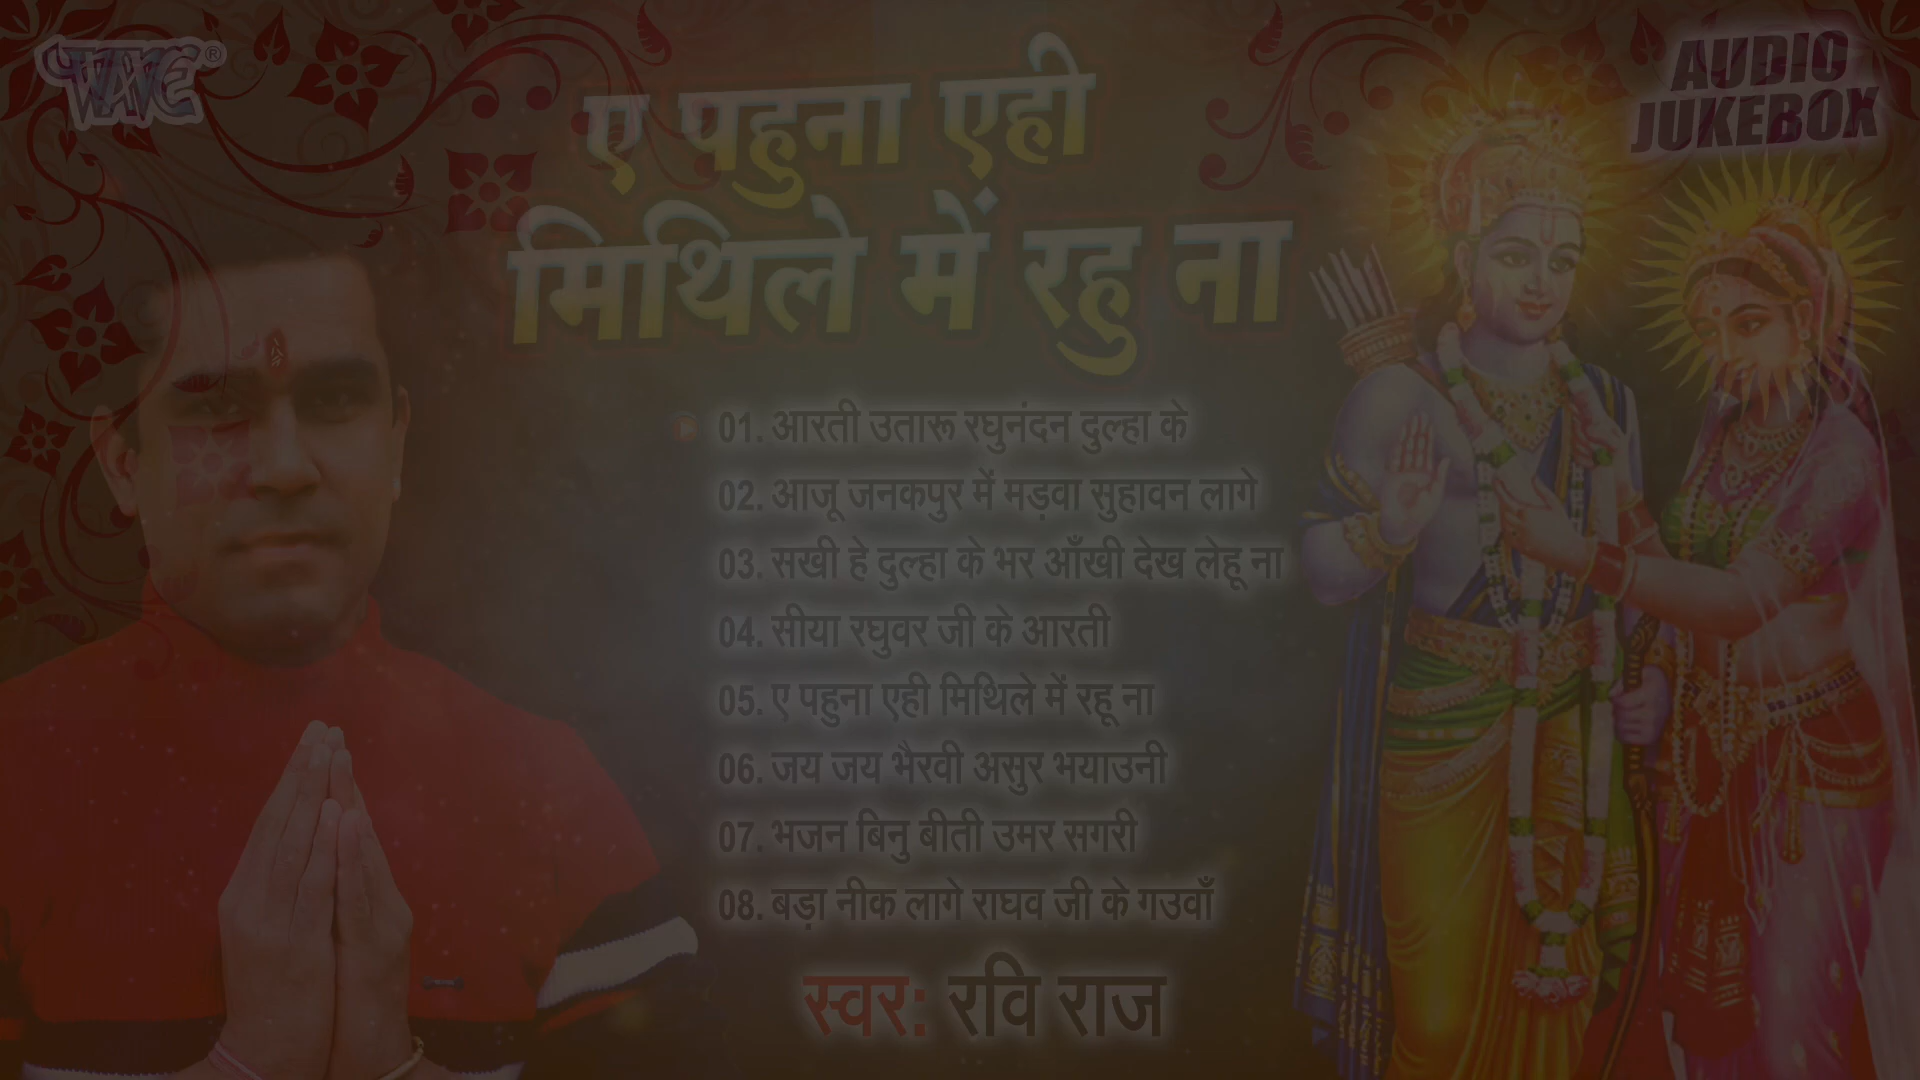 WAVE®
AUDIO
JUKEBOX
ए पहुना एही
मिथिले में रहु ना
01. आरती उतारू रघुनंदन दुल्हा के
02. आजू जनकपुर में मड़वा सुहावन लागे
03. सखी हे दुल्हा के भर आँखी देख लेहू ना
04. सीया रघुवर जी के आरती
05. ए पहुना एही मिथिले में रहू ना
06. जय जय भैरवी असुर भयाउनी
07. भजन बिनु बीती उमर सगरी
08. बड़ा नीक लागे राघव जी के गउवाँ
स्वर: रवि राज